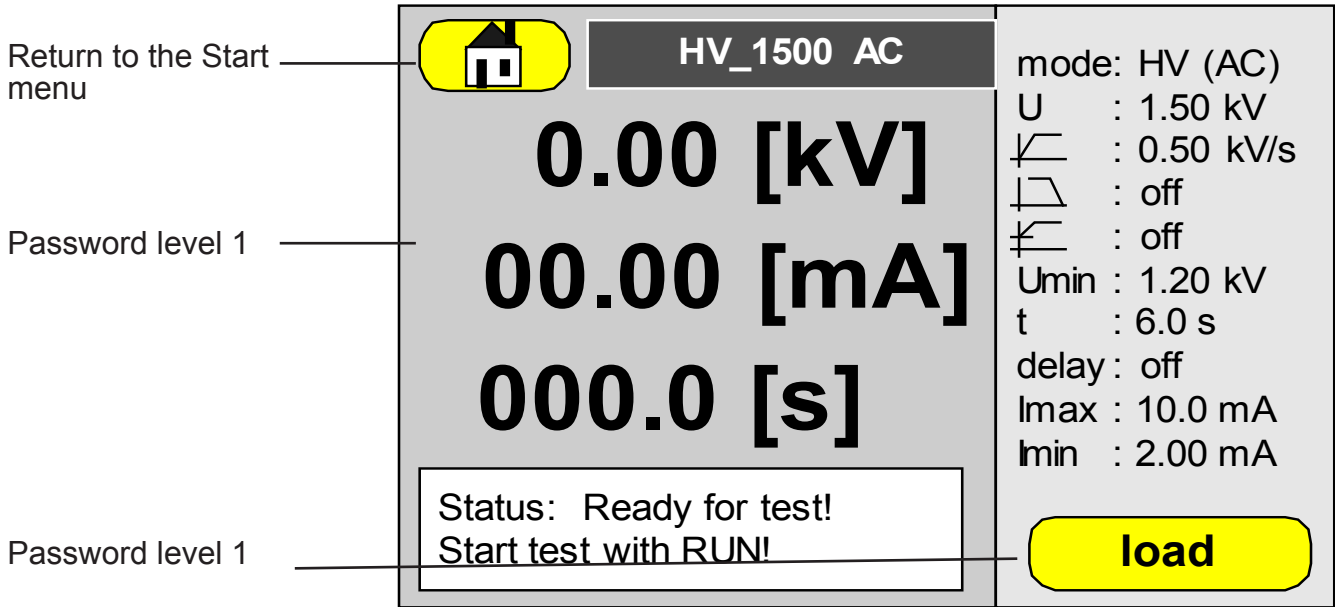 Return to the Start
menu
Password level 1
Password level 1
HV_1500 AC
0.00 [kV]
00.00 [mA]
000.0 [s]
Status: Ready for test!
Start test with RUN!
mode: HV (AC)
U : 1.50 kV
: 0.50 kV/s
: off
: off
Umin : 1.20 kV
t : 6.0 s
delay : off
Imax : 10.0 mA
Imin : 2.00 mA
load